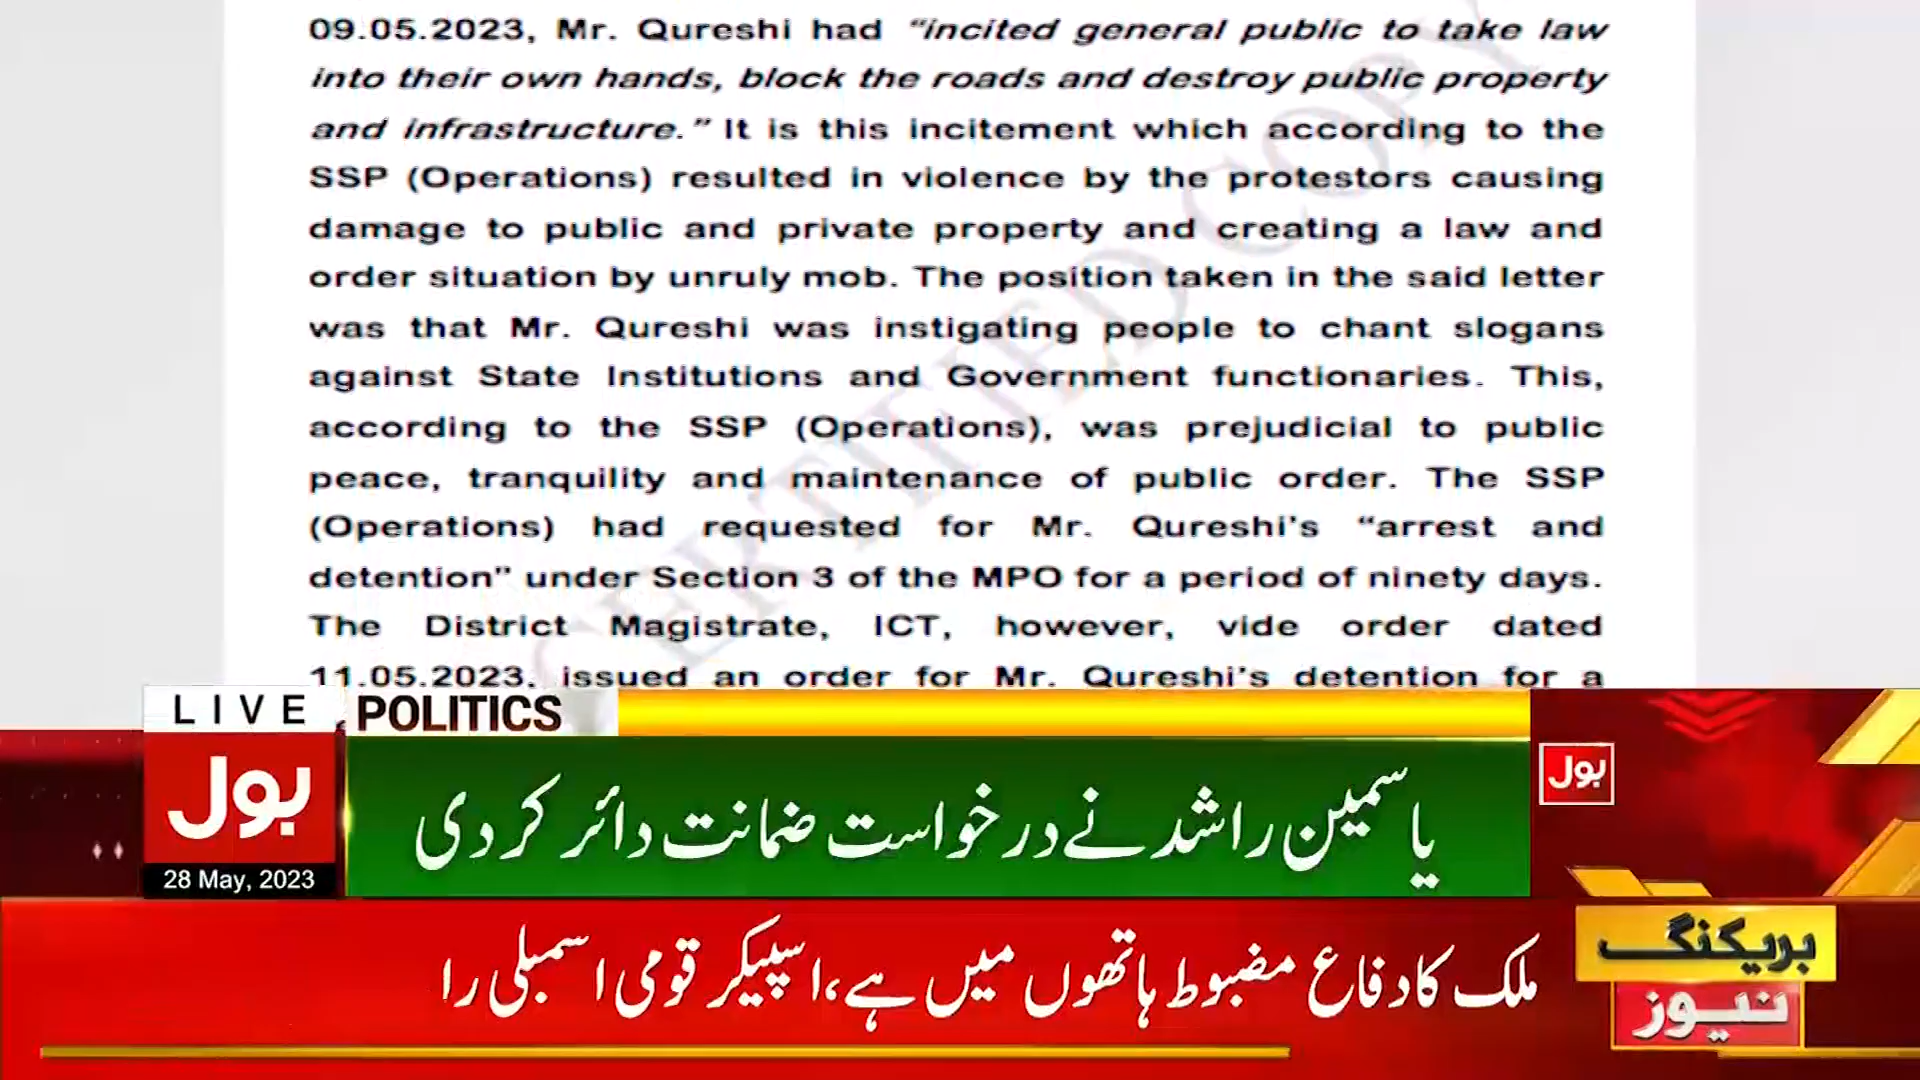 09.05.2023, Mr. Qureshi had "incited general public to take law
into their own hands, block the roads and destroy public property
and infrastructure." It is this incitement which according to the
SSP (Operations) resulted in violence by the protestors causing
damage to public and private property and creating a law and
order situation by unruly mob. The position taken in the said letter
was that Mr. Qureshi was instigating people to chant slogans
against State Institutions and Government functionaries. This,
according to the SSP (Operations), was prejudicial to public
peace, tranquility and maintenance of public order. The SSP
(Operations) had requested for Mr. Qureshi's "arrest and
detention" under Section 3 of the MPO for a period of ninety days.
The District Magistrate, ICT, however, vide order dated
11.05.2023, issued an order for Mr. Qureshi's detention for a
CERTIFIED COPY
LIVE
POLITICS
بول
بول
یاسمین راشد نے درخواست ضمانت دائر کر دی
28 May, 2023
ملک کا دفاع مضبوط ہاتھوں میں ہے، اسپیکر قومی اسمبلی را
بریکنگ
نیوز